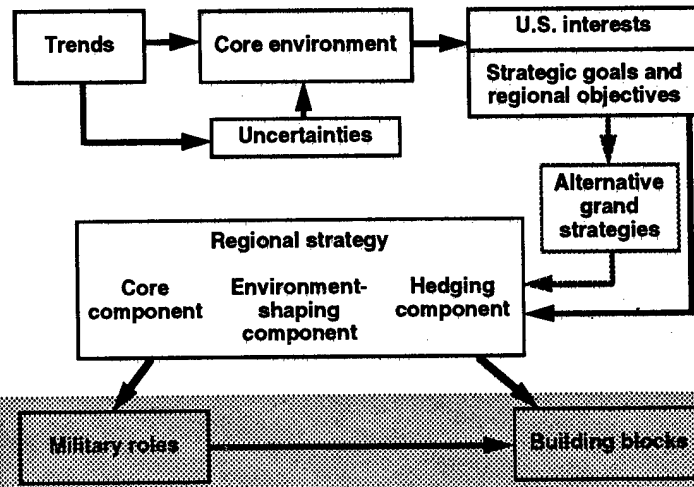 Trends
Core environment
U.S. interests
Strategic goals and
regional objectives
Uncertainties
Alternative
grand
strategies
Regional strategy
Core
component
Environment-
shaping
component
Hedging
component
Military roles
Building blocks